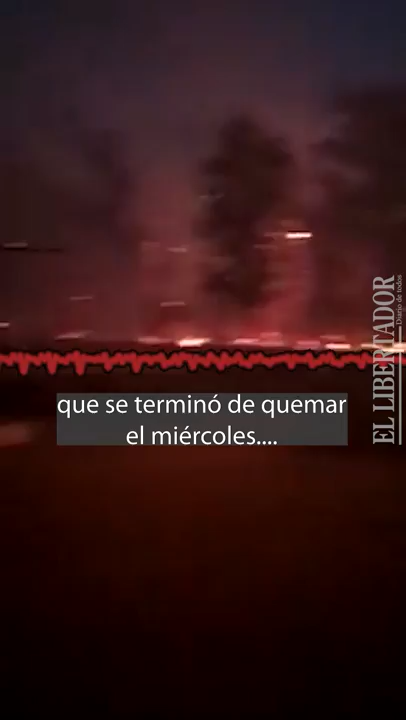 que se terminó de quemar
el miércoles....
EL LIBERTADOR
Diario de todos